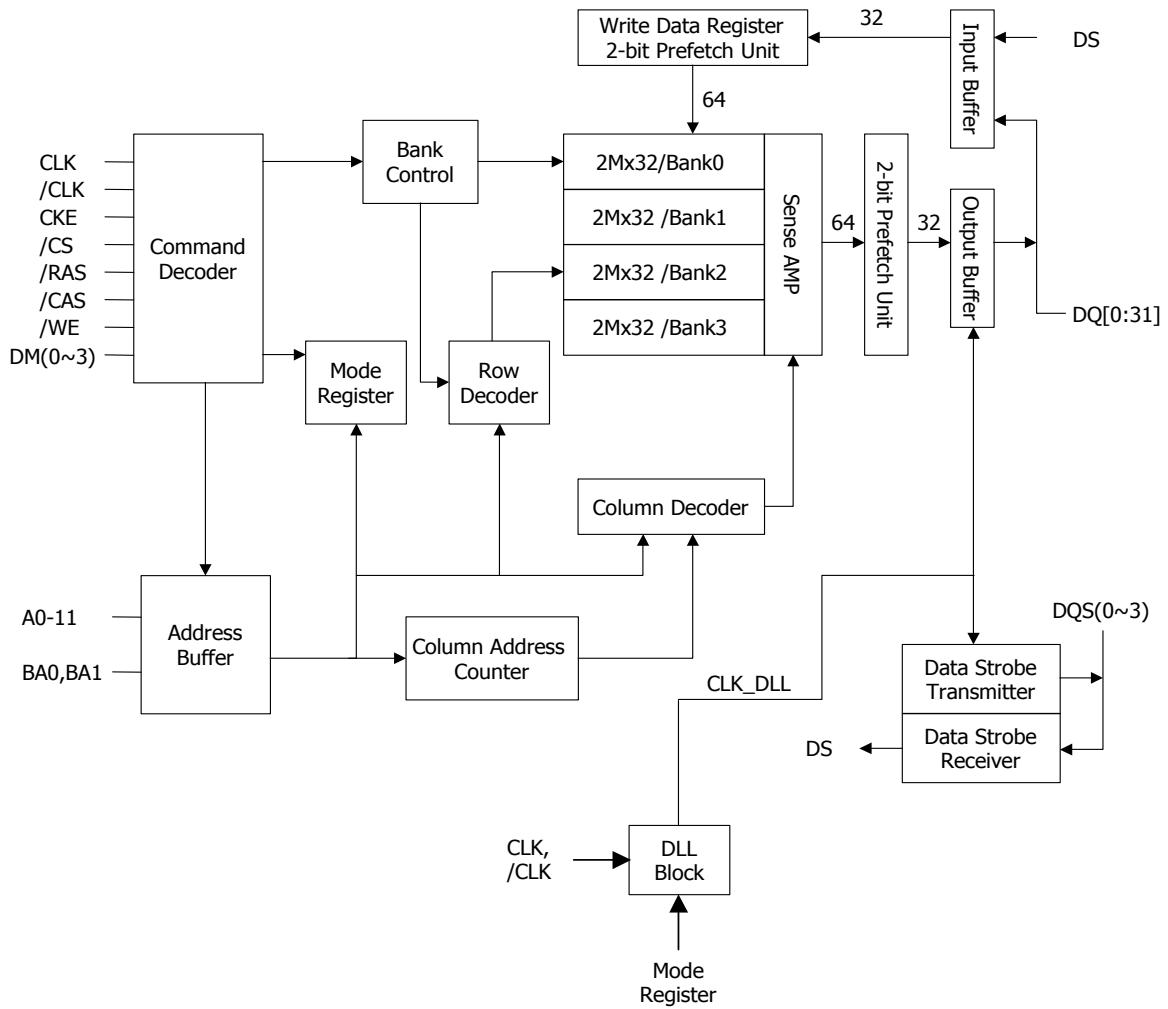 Write Data Register
2-bit Prefetch Unit
32
Input Buffer
DS
64
CLK
/CLK
CKE
/CS
/RAS
/CAS
/WE
DM(0~3)
Command
Decoder
Bank
Control
2Mx32/Bank0
2Mx32 /Bank1
2Mx32 /Bank2
2Mx32 /Bank3
Sense AMP
64
2-bit Prefetch Unit
32
Output Buffer
DQ[0:31]
Mode
Register
Row
Decoder
Column Decoder
A0-11
BA0,BA1
Address
Buffer
Column Address
Counter
CLK_DLL
DQS(0~3)
Data Strobe
Transmitter
Data Strobe
Receiver
DS
CLK,
/CLK
DLL
Block
Mode
Register